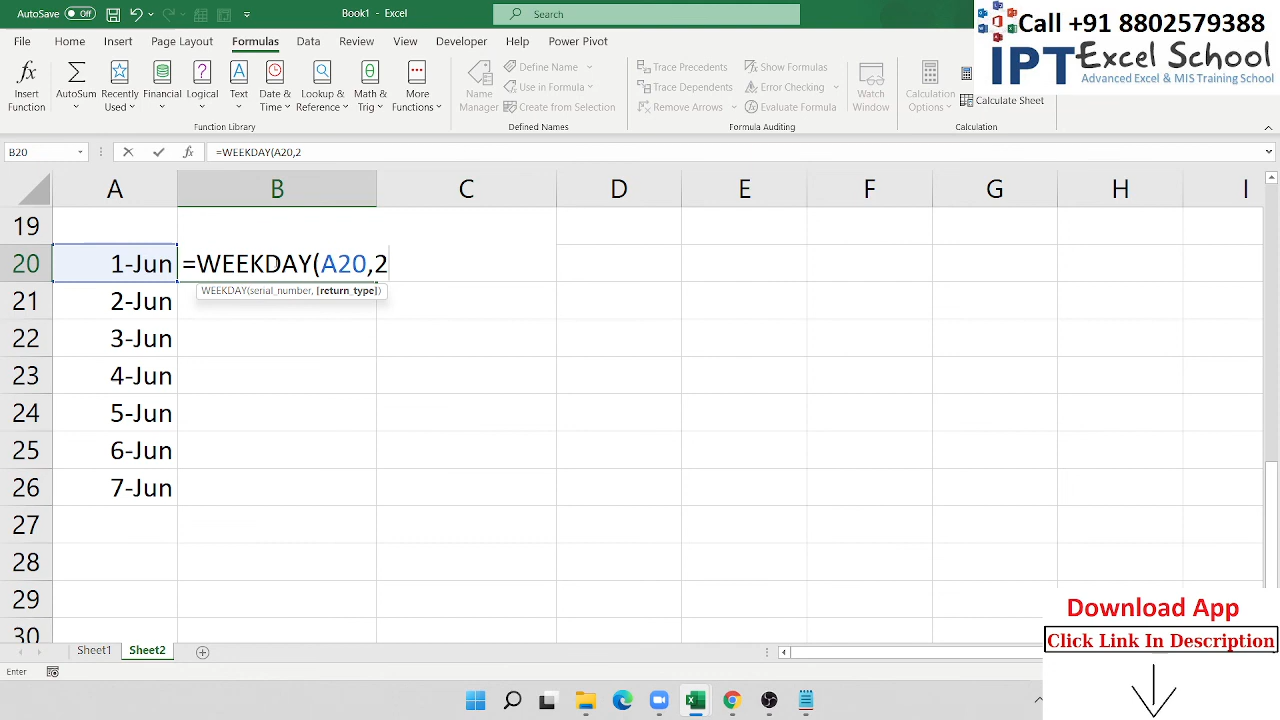 AutoSave Off Book1 - Excel Search
Call +91 8802579388
IPT Excel School
Advanced Excel & MIS Training School
File Home Insert Page Layout Formulas Data Review View Developer Help Power Pivot
Insert Function
AutoSum
Recently Used
Financial
Logical
Text
Date & Time
Lookup & Reference
Math & Trig
More Functions
Function Library
Name Manager
Define Name
Use in Formula
Create from Selection
Defined Names
Trace Precedents
Trace Dependents
Remove Arrows
Show Formulas
Error Checking
Evaluate Formula
Formula Auditing
Watch Window
Calculation Options
Calculate Sheet
Calculation
B20 fx =WEEKDAY(A20,2
A B C D E F G H I
19
20 1-Jun =WEEKDAY(A20,2
WEEKDAY(serial_number, [return_type])
21 2-Jun
22 3-Jun
23 4-Jun
24 5-Jun
25 6-Jun
26 7-Jun
27
28
29
30
Download App
Click Link In Description
Sheet1 Sheet2
Enter